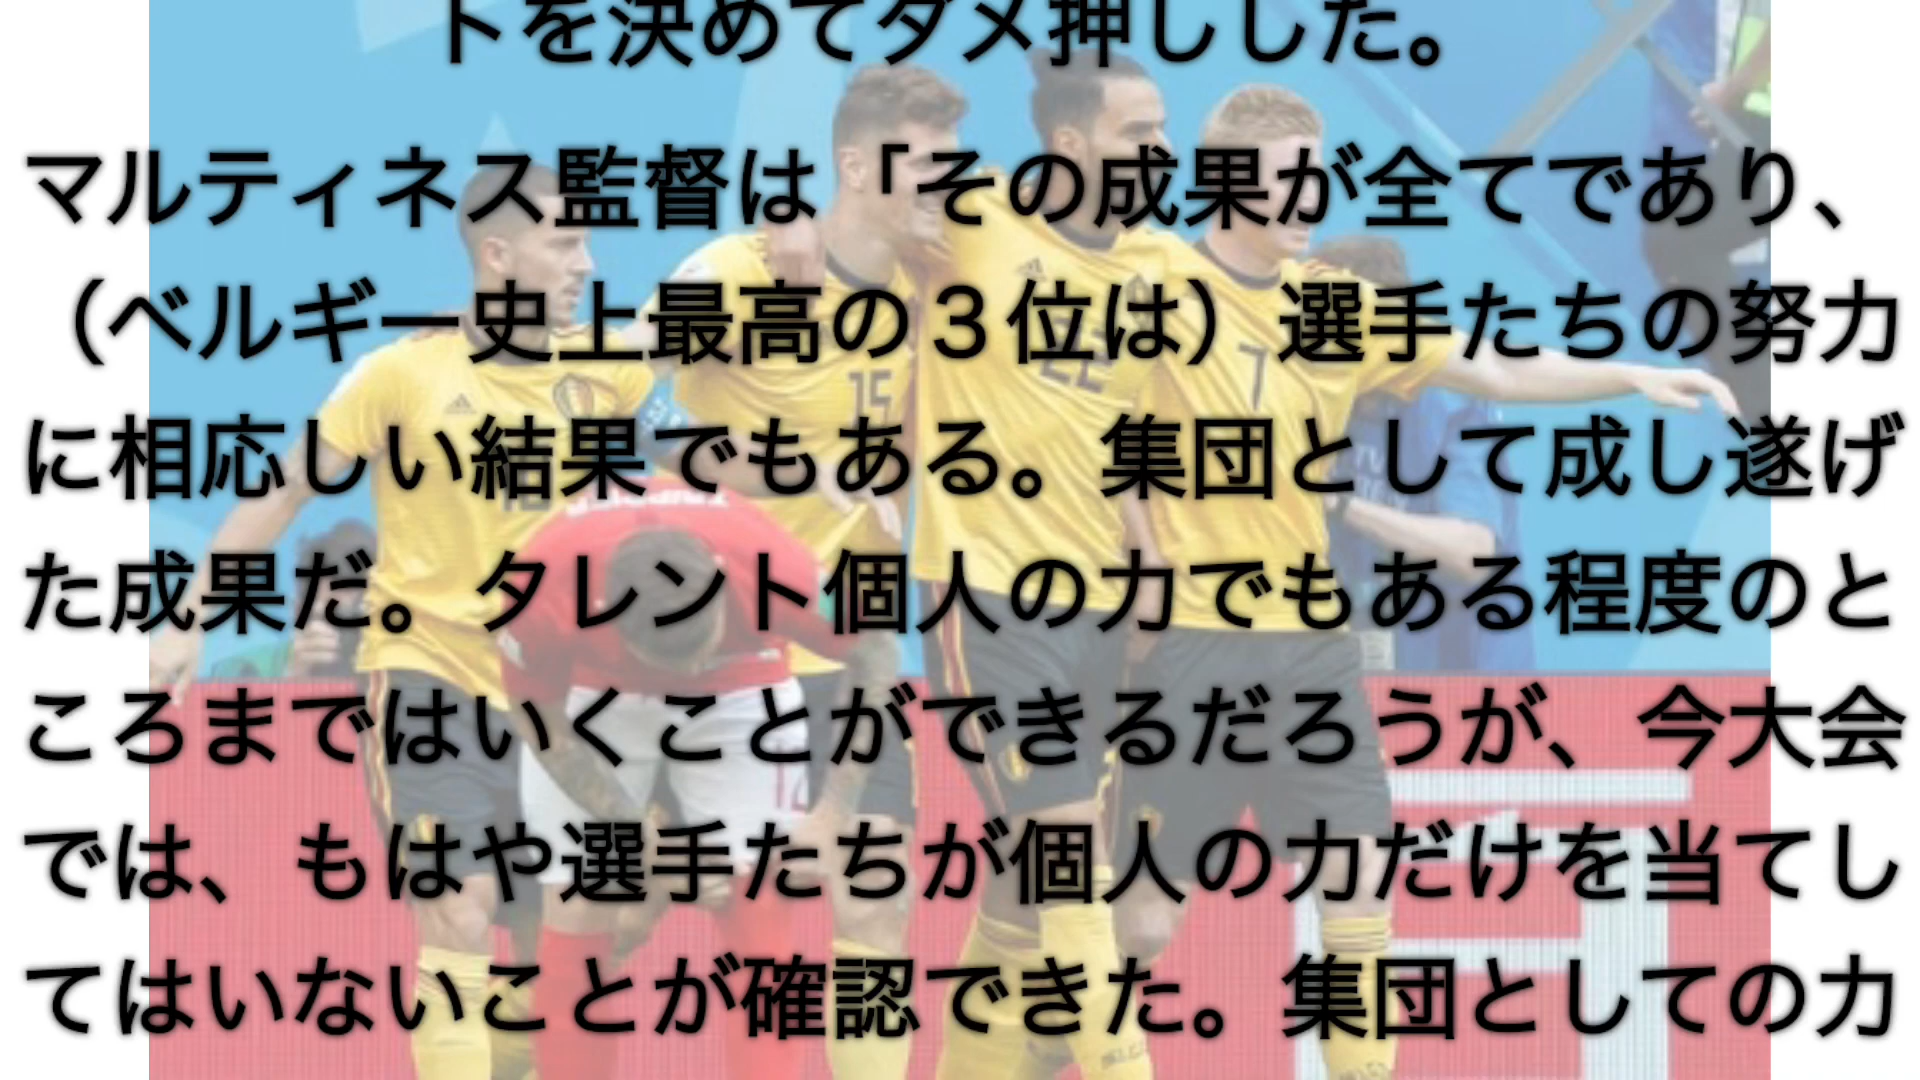 トを決めてダメ押しした。
マルティネス監督は「その成果が全てであり、
（ベルギー史上最高の３位は）選手たちの努力
に相応しい結果でもある。集団として成し遂げ
た成果だ。タレント個人の力でもある程度のと
ころまではいくことができるだろうが、今大会
では、もはや選手たちが個人の力だけを当てし
てはいないことが確認できた。集団としての力
15
22
7
16
12